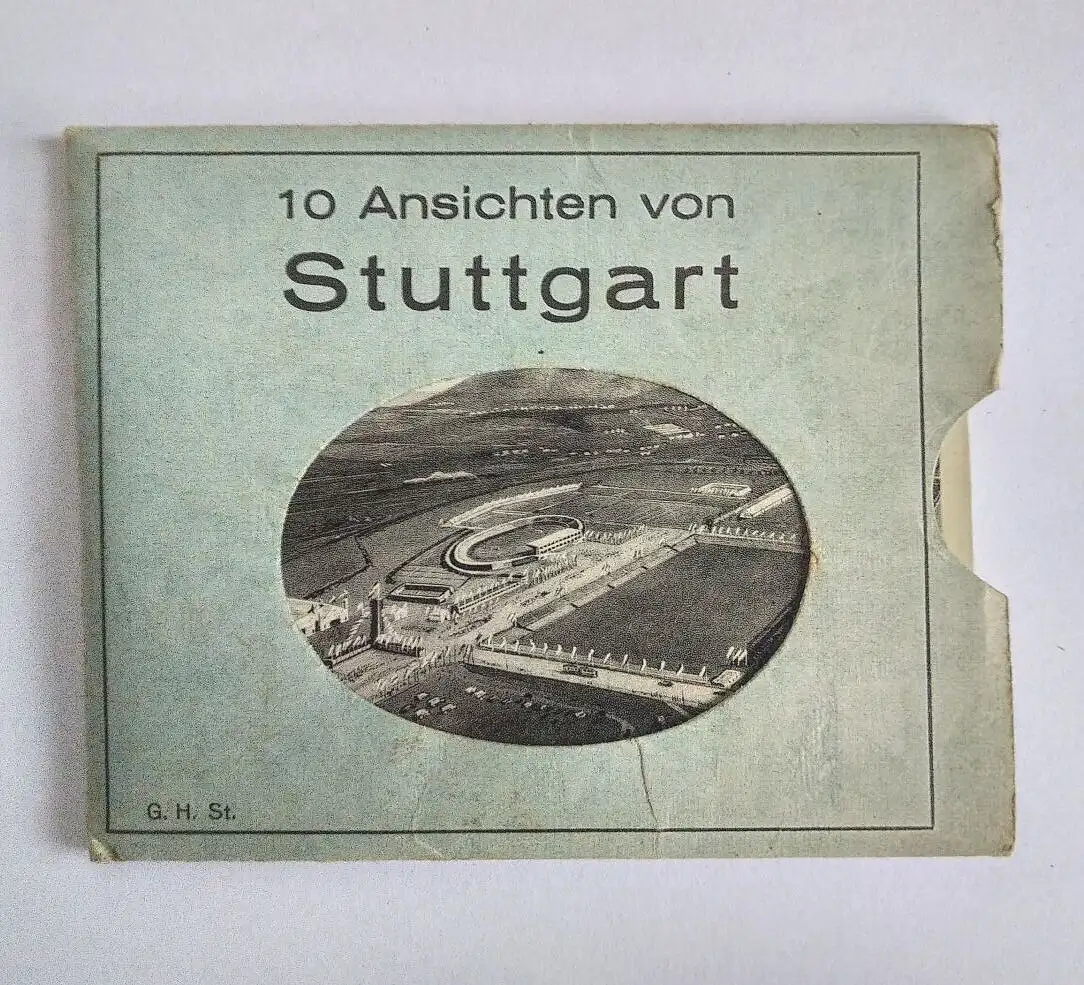 10 Ansichten von
Stuttgart
G. H. St.